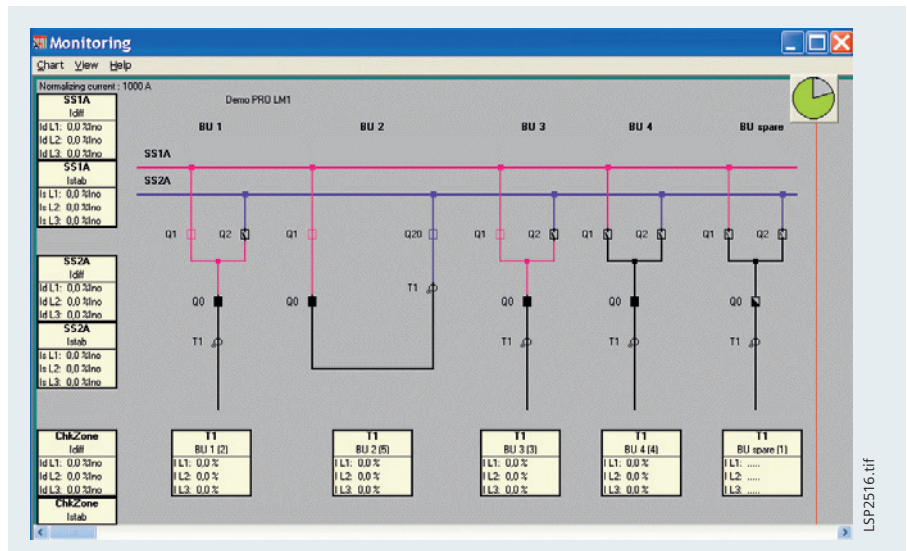 Monitoring
Chart View Help
Normalizing current : 1000 A
Demo PRO LM1
SS1A
Idiff
Id L1: 0,0 %Ino
Id L2: 0,0 %Ino
Id L3: 0,0 %Ino
SS1A
Istab
Is L1: 0,0 %Ino
Is L2: 0,0 %Ino
Is L3: 0,0 %Ino
SS2A
Idiff
Id L1: 0,0 %Ino
Id L2: 0,0 %Ino
Id L3: 0,0 %Ino
SS2A
Istab
Is L1: 0,0 %Ino
Is L2: 0,0 %Ino
Is L3: 0,0 %Ino
ChkZone
Idiff
Id L1: 0,0 %Ino
Id L2: 0,0 %Ino
Id L3: 0,0 %Ino
ChkZone
Istab
BU 1 BU 2 BU 3 BU 4 BU spare
SS1A
SS2A
Q1 Q2 Q1 Q20 Q1 Q2 Q1 Q2 Q1 Q2
T1
Q0 Q0 Q0 Q0 Q0
T1 T1 T1 T1
T1
BU 1 (2)
I L1: 0,0 %
I L2: 0,0 %
I L3: 0,0 %
T1
BU 2 (5)
I L1: 0,0 %
I L2: 0,0 %
I L3: 0,0 %
T1
BU 3 (3)
I L1: 0,0 %
I L2: 0,0 %
I L3: 0,0 %
T1
BU 4 (4)
I L1: 0,0 %
I L2: 0,0 %
I L3: 0,0 %
T1
BU spare (1)
I L1: .....
I L2: .....
I L3: .....
LSP2516.tif